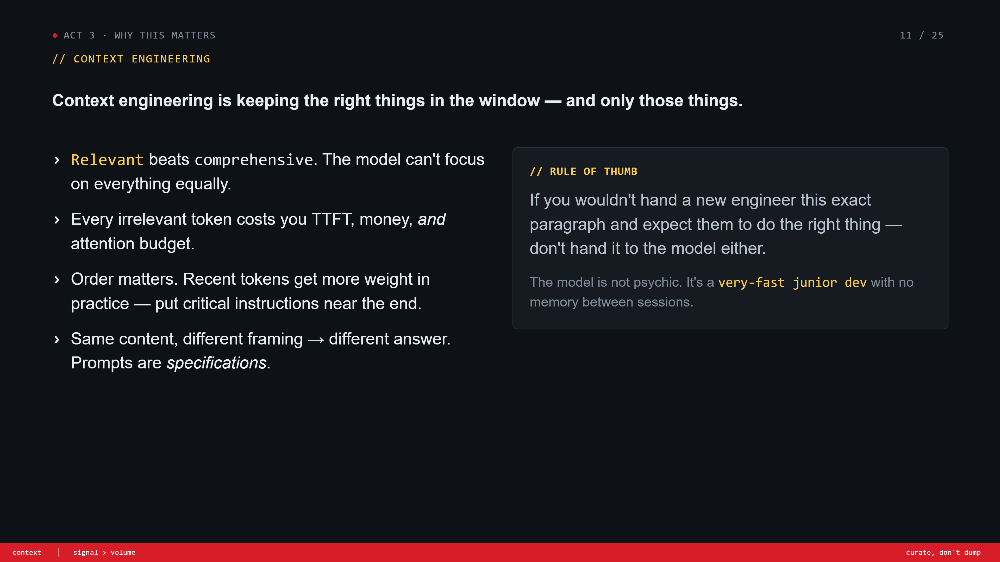 ● ACT 3 · WHY THIS MATTERS
11 / 25
// CONTEXT ENGINEERING
Context engineering is keeping the right things in the window — and only those things.
› Relevant beats comprehensive. The model can't focus
on everything equally.
› Every irrelevant token costs you TTFT, money, and
attention budget.
› Order matters. Recent tokens get more weight in
practice — put critical instructions near the end.
› Same content, different framing → different answer.
Prompts are specifications.
// RULE OF THUMB
If you wouldn't hand a new engineer this exact
paragraph and expect them to do the right thing —
don't hand it to the model either.
The model is not psychic. It's a very-fast junior dev with no
memory between sessions.
context | signal > volume
curate, don't dump